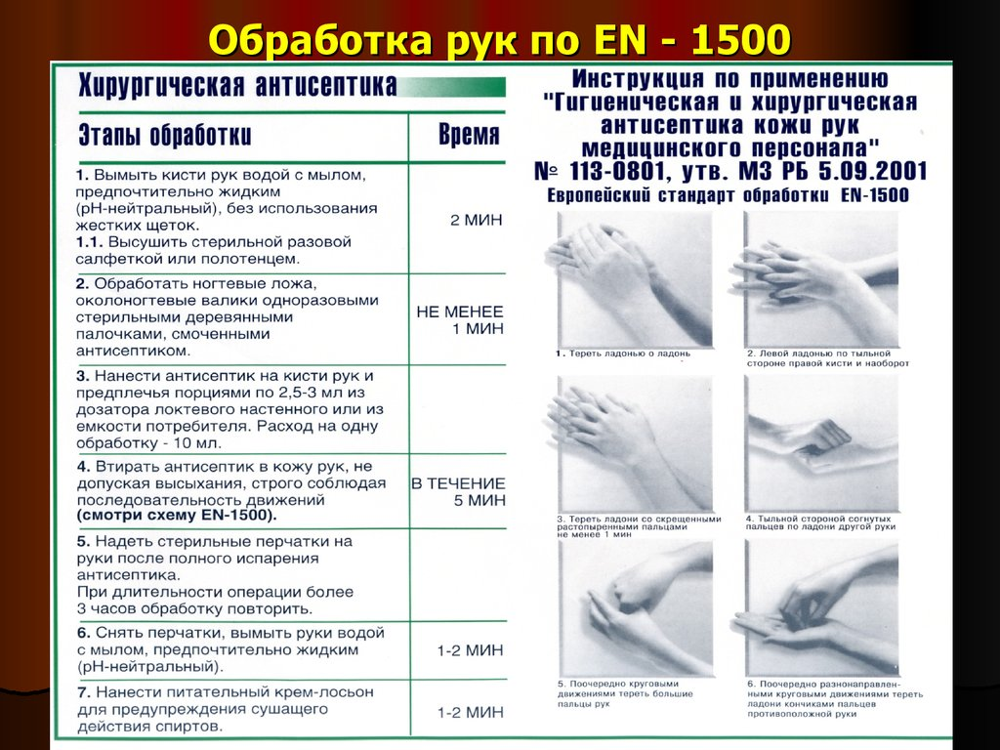 Обработка рук по EN - 1500
Хирургическая антисептика
Этапы обработки
Время
1. Вымыть кисти рук водой с мылом,
предпочтительно жидким
(pH-нейтральный), без использования
жестких щеток.
1.1. Высушить стерильной разовой
салфеткой или полотенцем.
2 МИН
2. Обработать ногтевые ложа,
околоногтевые валики одноразовыми
стерильными деревянными
палочками, смоченными
антисептиком.
НЕ МЕНЕЕ
1 МИН
3. Нанести антисептик на кисти рук и
предплечья порциями по 2,5-3 мл из
дозатора локтевого настенного или из
емкости потребителя. Расход на одну
обработку - 10 мл.
4. Втирать антисептик в кожу рук, не
допуская высыхания, строго соблюдая
последовательность движений
(смотри схему EN-1500).
В ТЕЧЕНИЕ
5 МИН
5. Надеть стерильные перчатки на
руки после полного испарения
антисептика.
При длительности операции более
3 часов обработку повторить.
6. Снять перчатки, вымыть руки водой
с мылом, предпочтительно жидким
(pH-нейтральный).
1-2 МИН
7. Нанести питательный крем-лосьон
для предупреждения сушащего
действия спиртов.
1-2 МИН
Инструкция по применению
"Гигиеническая и хирургическая
антисептика кожи рук
медицинского персонала"
№ 113-0801, утв. МЗ РБ 5.09.2001
Европейский стандарт обработки EN-1500
1. Тереть ладонью о ладонь
2. Левой ладонью по тыльной
стороне правой кисти и наоборот
3. Тереть ладони со скрещенными
растопыренными пальцами
не менее 1 мин
4. Тыльной стороной согнутых
пальцев по ладони другой руки
5. Поочередно круговыми
движениями тереть большие
пальцы рук
6. Поочередно разнонаправлен-
ными круговыми движениями тереть
ладони кончиками пальцев
противоположной руки